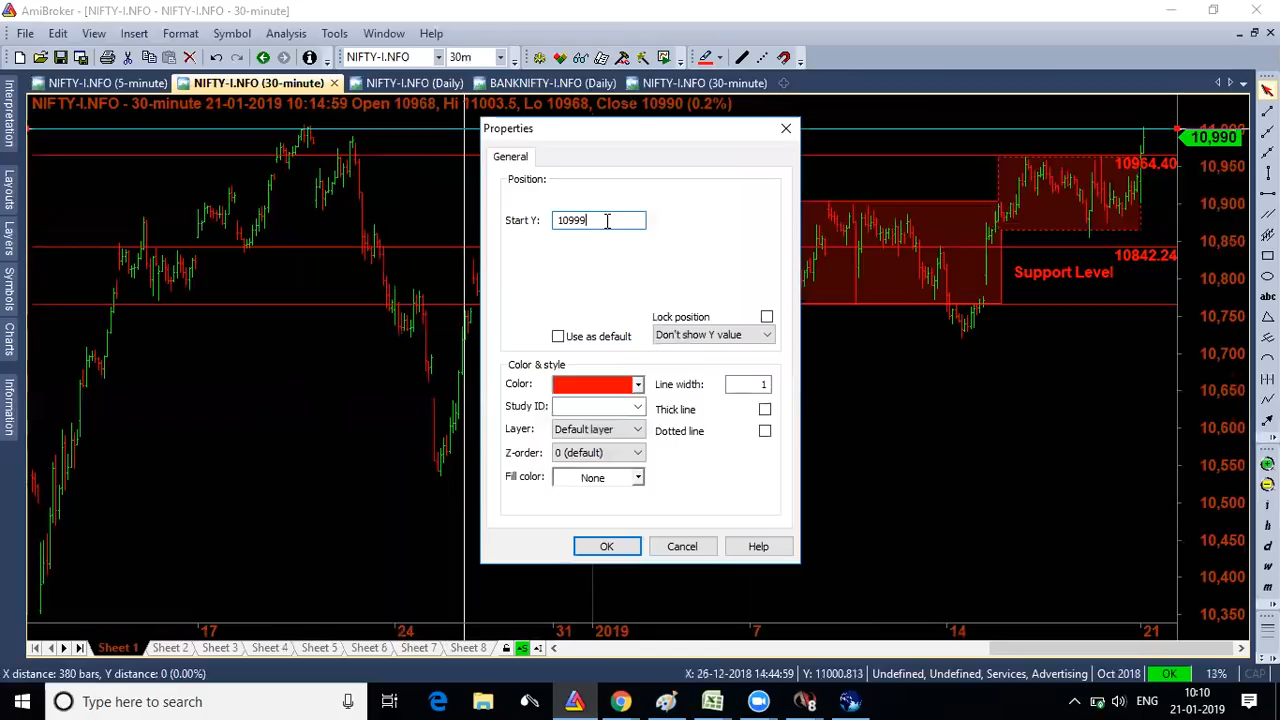 AmiBroker - [NIFTY-I.NFO - NIFTY-I.NFO - 30-minute]
File Edit View Insert Format Symbol Analysis Tools Window Help
NIFTY-I.NFO 30m
NIFTY-I.NFO (5-minute) NIFTY-I.NFO (30-minute) NIFTY-I.NFO (Daily) BANKNIFTY-I.NFO (Daily) NIFTY-I.NFO (30-minute)
NIFTY-I.NFO - 30-minute 21-01-2019 10:14:59 Open 10968, Hi 11003.5, Lo 10968, Close 10990 (0.2%)
Interpretation
Layouts
Layers
Symbols
Charts
Information
Properties
General
Position:
Start Y: 10999
Lock position
Use as default Don't show Y value
Color & style
Color: Line width: 1
Study ID: Thick line
Layer: Default layer Dotted line
Z-order: 0 (default)
Fill color: None
OK Cancel Help
10964.40
10842.24
Support Level
10,990
10,950
10,900
10,850
10,800
10,750
10,700
10,650
10,600
10,550
10,500
10,450
10,400
10,350
17 24 31 2019 7 14 21
Sheet 1 Sheet 2 Sheet 3 Sheet 4 Sheet 5 Sheet 6 Sheet 7 Sheet 8
X distance: 380 bars, Y distance: 0 (0.00%) X: 26-12-2018 14:44:59 Y: 11000.813 Undefined, Undefined, Services, Advertising Oct 2018 OK 13% CAP
d
w
m
Type here to search
ENG
10:10
21-01-2019